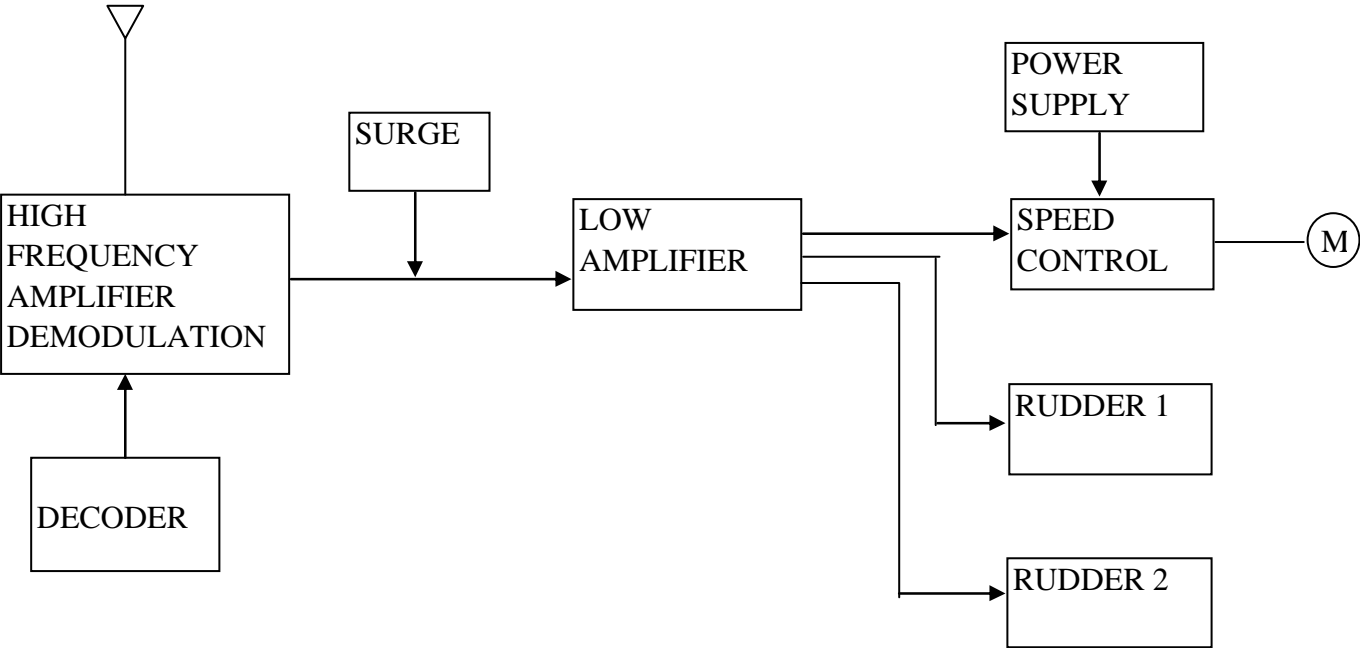 POWER
SUPPLY
SURGE
HIGH
FREQUENCY
AMPLIFIER
DEMODULATION
LOW
AMPLIFIER
SPEED
CONTROL
M
RUDDER 1
DECODER
RUDDER 2